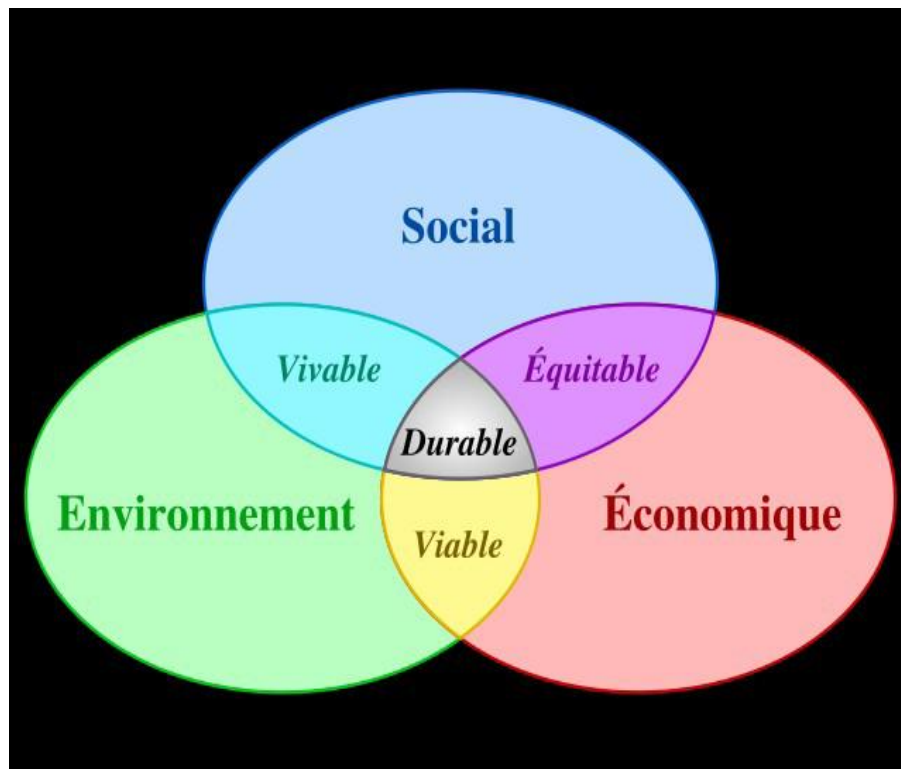 Social
Vivable
Équitable
Durable
Environnement
Économique
Viable